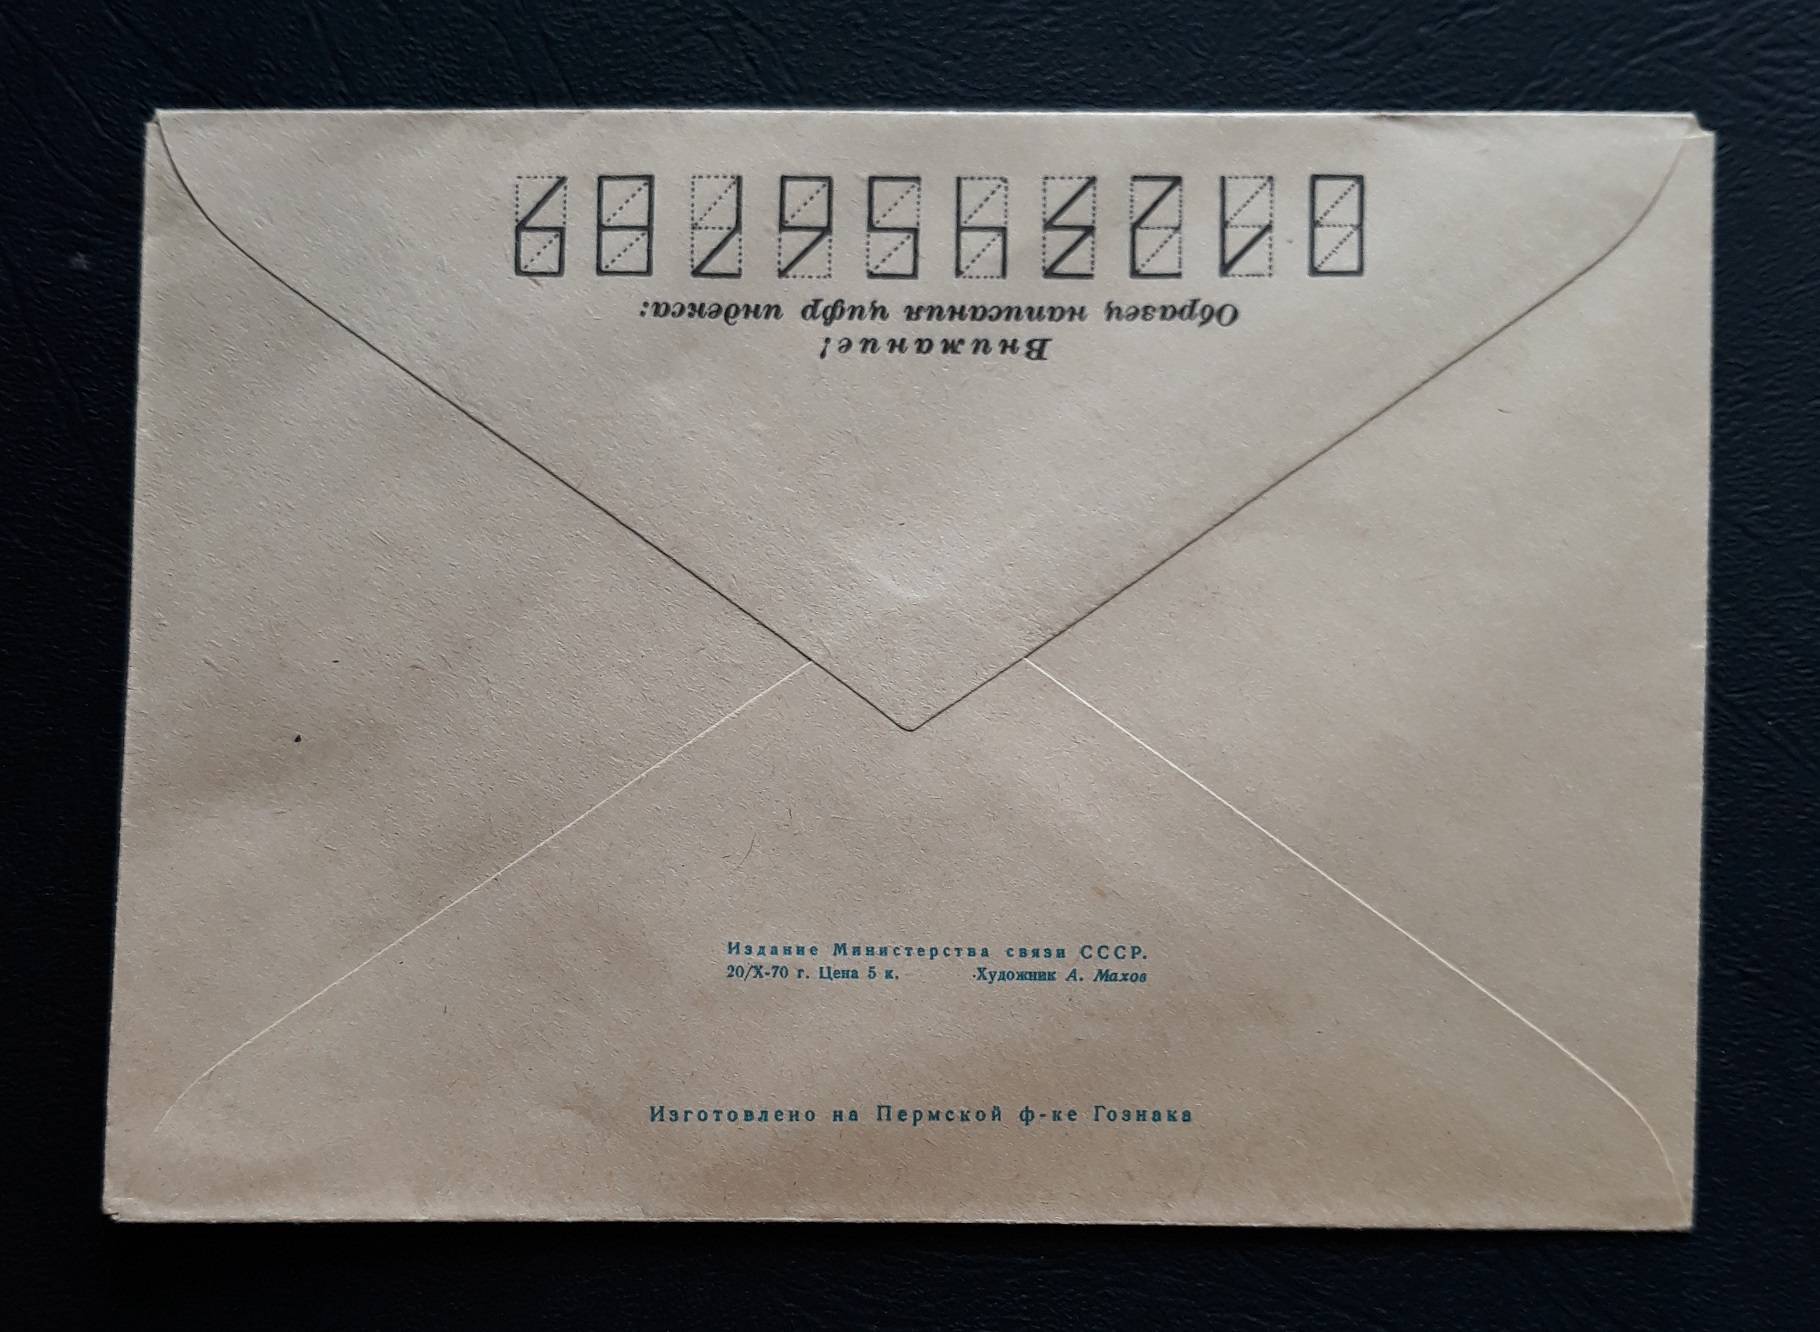 Внимание!
Образец написания цифр индекса:
0123456789
Издание Министерства связи СССР.
20/X-70 г. Цена 5 к. Художник А. Махов
Изготовлено на Пермской ф-ке Гознака